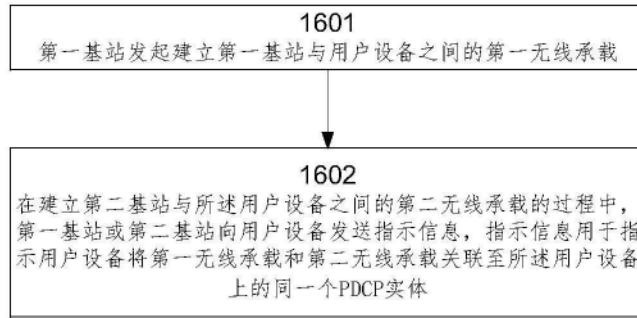 1601
第一基站发起建立第一基站与用户设备之间的第一无线承载
1602
在建立第二基站与所述用户设备之间的第二无线承载的过程中，
第一基站或第二基站向用户设备发送指示信息，指示信息用于指
示用户设备将第一无线承载和第二无线承载关联至所述用户设备
上的同一个PDCP实体